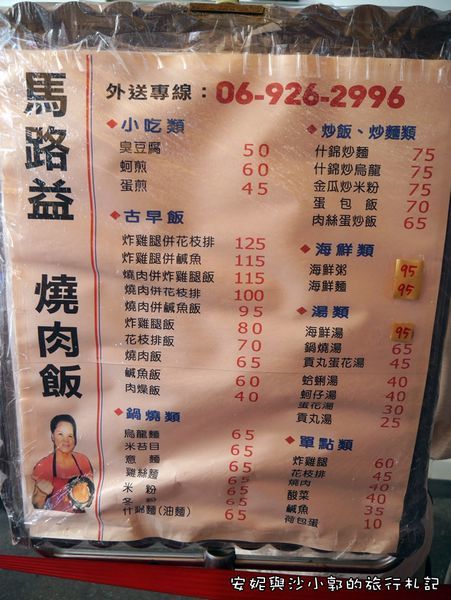 馬路益 燒肉飯
外送專線：06-926-2996
◆小吃類
臭豆腐 50
蚵煎 60
蛋煎 45
◆古早飯
炸雞腿併花枝排 125
炸雞腿併鹹魚 115
燒肉併炸雞腿飯 115
燒肉併花枝排 100
燒肉併鹹魚飯 95
炸雞腿飯 80
花枝排飯 70
燒肉飯 65
鹹魚飯 60
肉燥飯 40
◆鍋燒類
烏龍麵 65
米苔目 65
意麵 65
雞絲麵 65
米粉 65
冬粉 65
什錦麵(油麵) 65
◆炒飯、炒麵類
什錦炒麵 75
什錦炒烏龍 75
金瓜炒米粉 75
蛋包飯 70
肉絲蛋炒飯 65
◆海鮮類
海鮮粥 95
海鮮麵 95
◆湯類
海鮮湯 95
鍋燒湯 65
貢丸蛋花湯 45
蛤蜊湯 40
蚵仔湯 40
蛋花湯 30
貢丸湯 25
◆單點類
炸雞腿 60
花枝排 45
燒肉 40
酸菜 40
鹹魚 35
荷包蛋 10
安妮與沙小郭的旅行札記